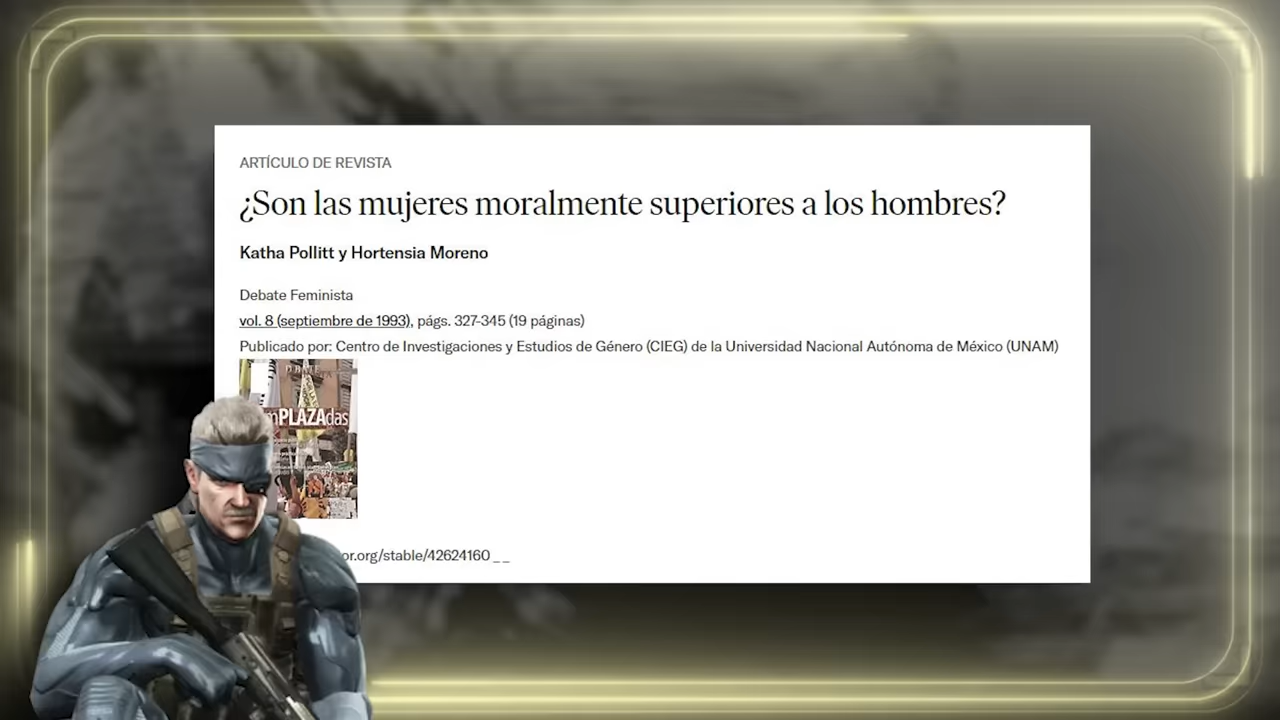 ARTÍCULO DE REVISTA
¿Son las mujeres moralmente superiores a los hombres?
Katha Pollitt y Hortensia Moreno
Debate Feminista
vol. 8 (septiembre de 1993), págs. 327-345 (19 páginas)
Publicado por: Centro de Investigaciones y Estudios de Género (CIEG) de la Universidad Nacional Autónoma de México (UNAM)
DEBATE
mPLAZAdas
or.org/stable/42624160